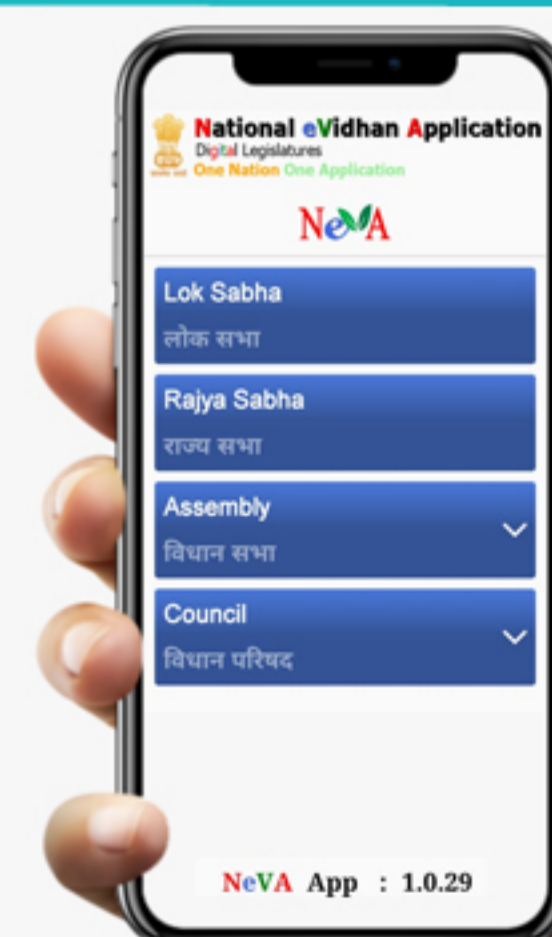 National eVidhan Application
Digital Legislatures
One Nation One Application
NeVA
Lok Sabha
लोक सभा
Rajya Sabha
राज्य सभा
Assembly
विधान सभा
Council
विधान परिषद
NeVA App : 1.0.29